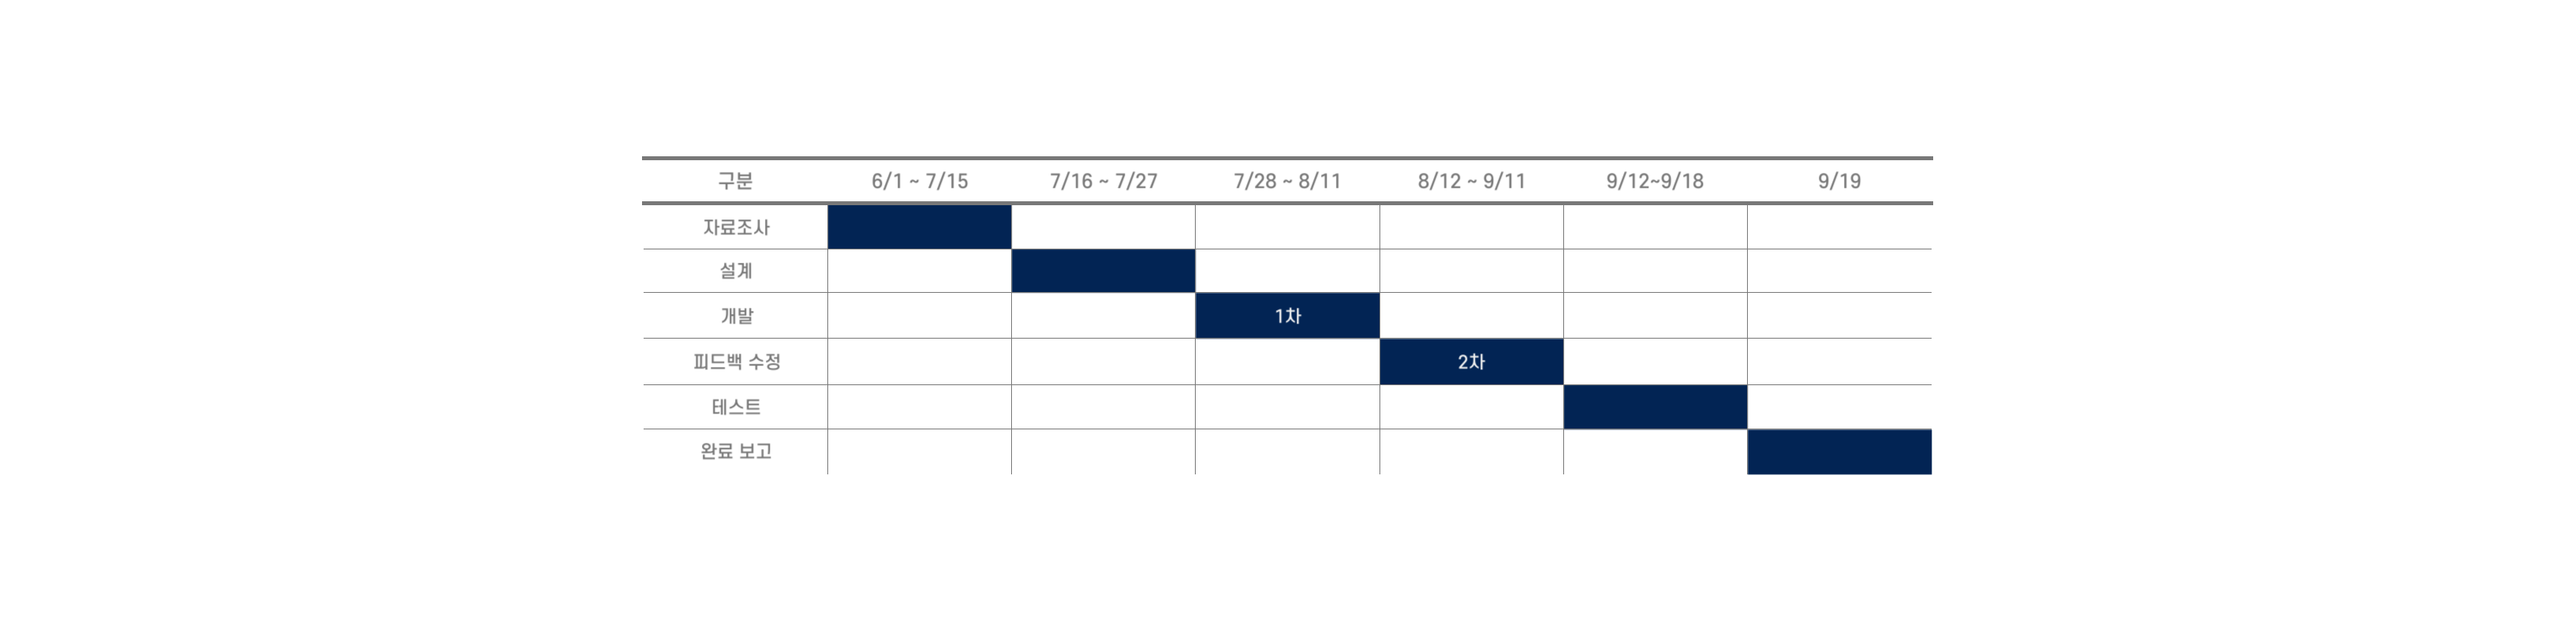 구분 6/1 ~ 7/15 7/16 ~ 7/27 7/28 ~ 8/11 8/12 ~ 9/11 9/12~9/18 9/19
자료조사
설계
개발 1차
피드백 수정 2차
테스트
완료 보고